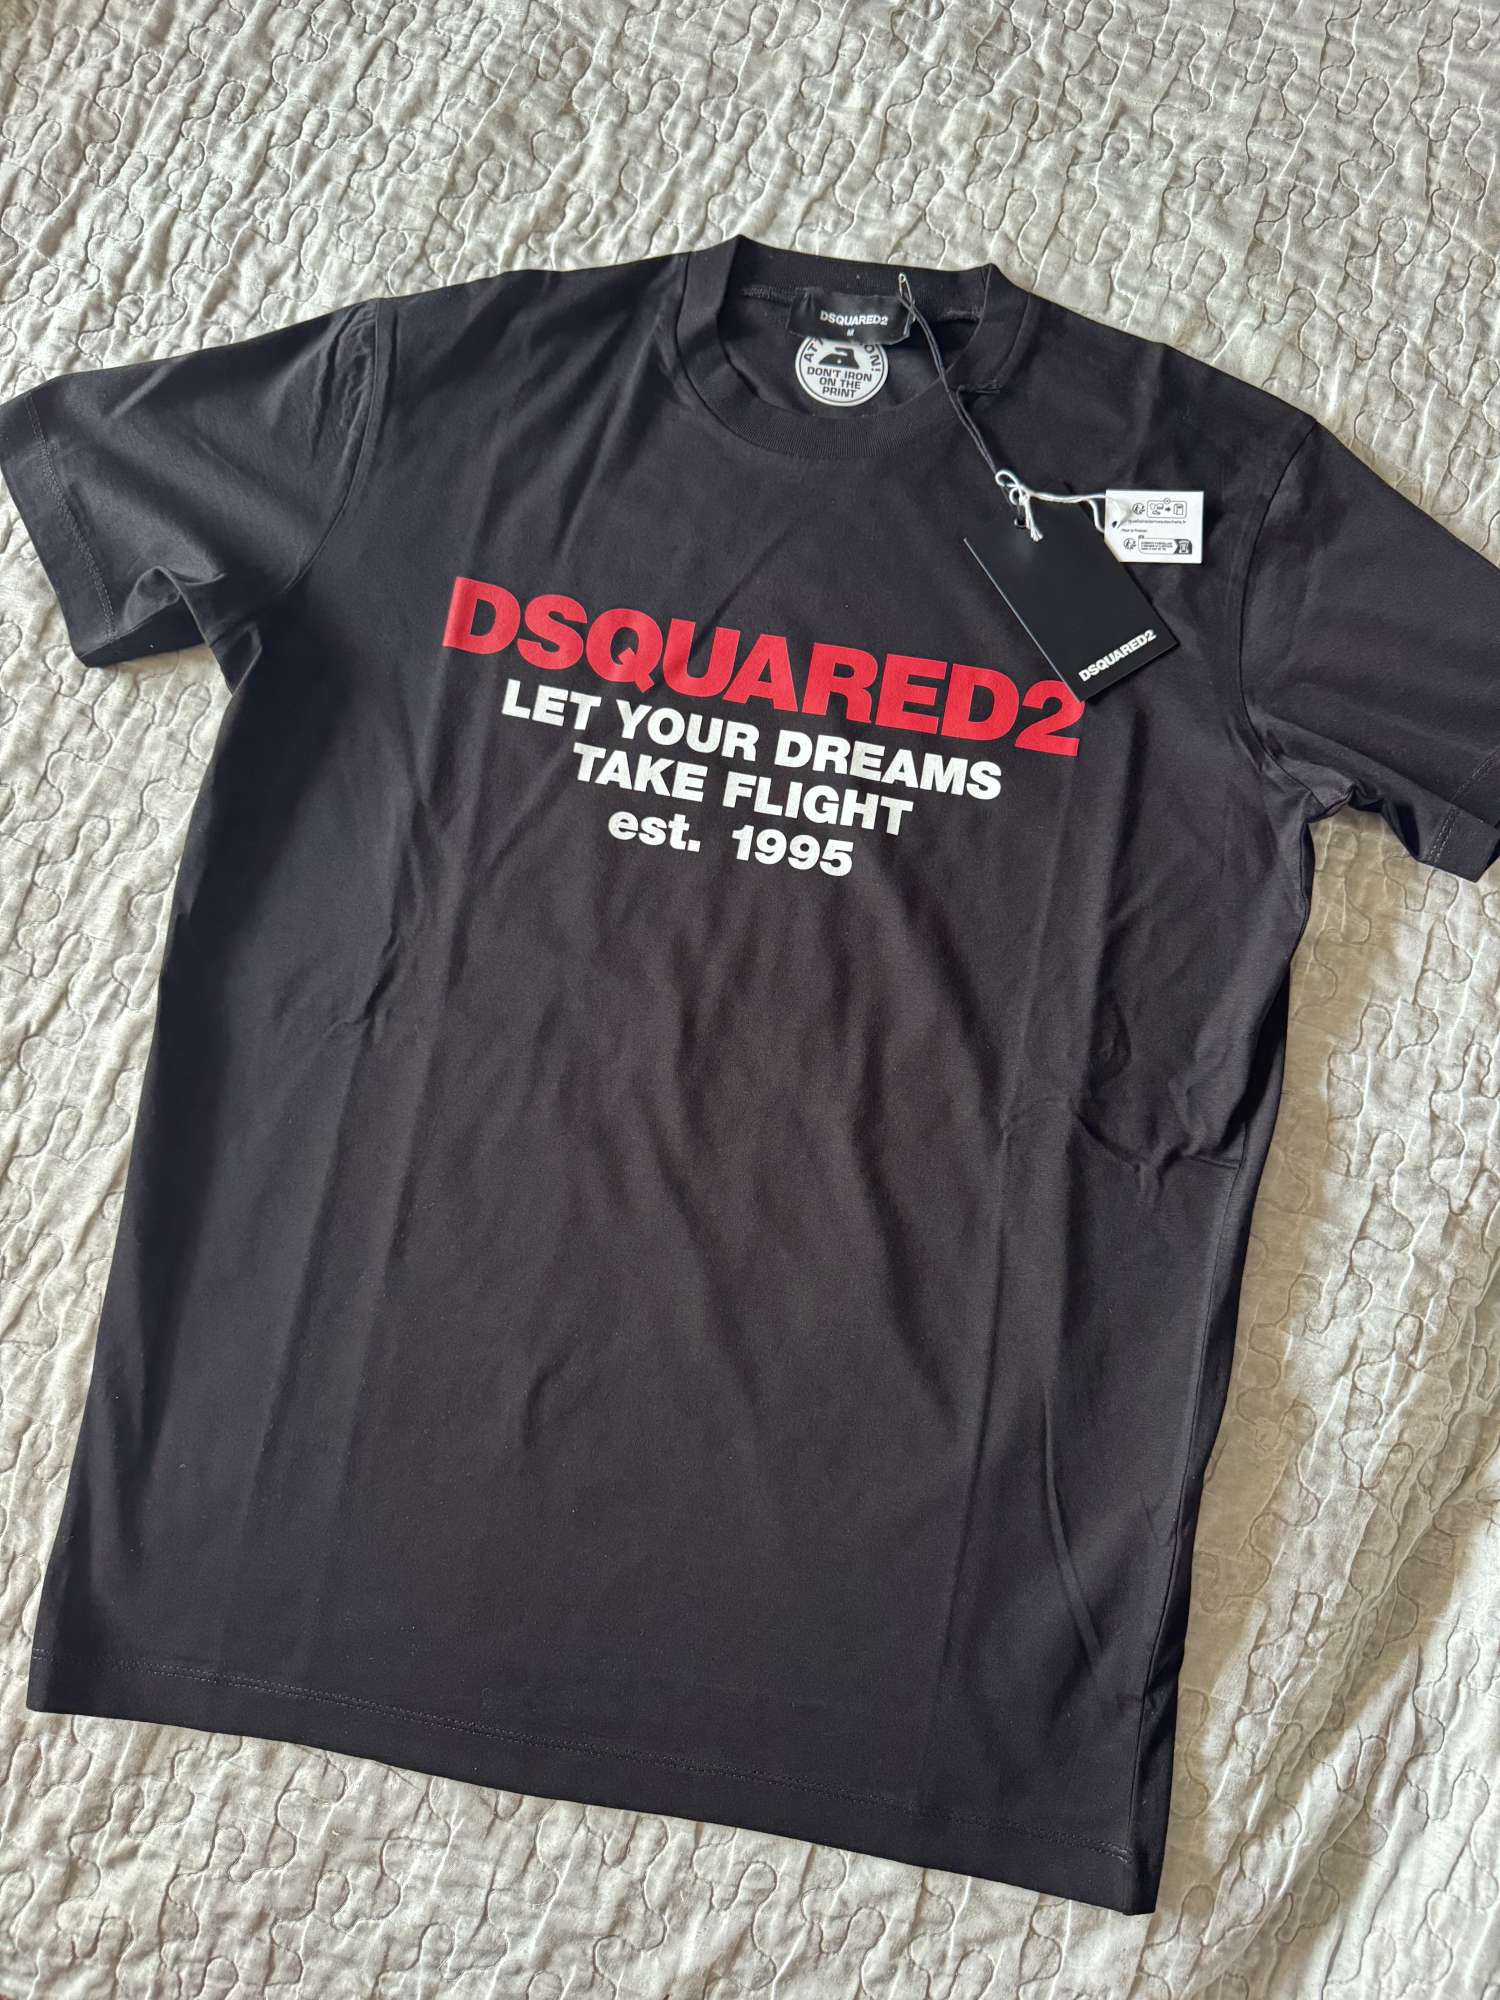 DSQUARED2
M
DON'T IRON
ON THE
PRINT
DSQUARED2
DSQUARED2
LET YOUR DREAMS
TAKE FLIGHT
est. 1995